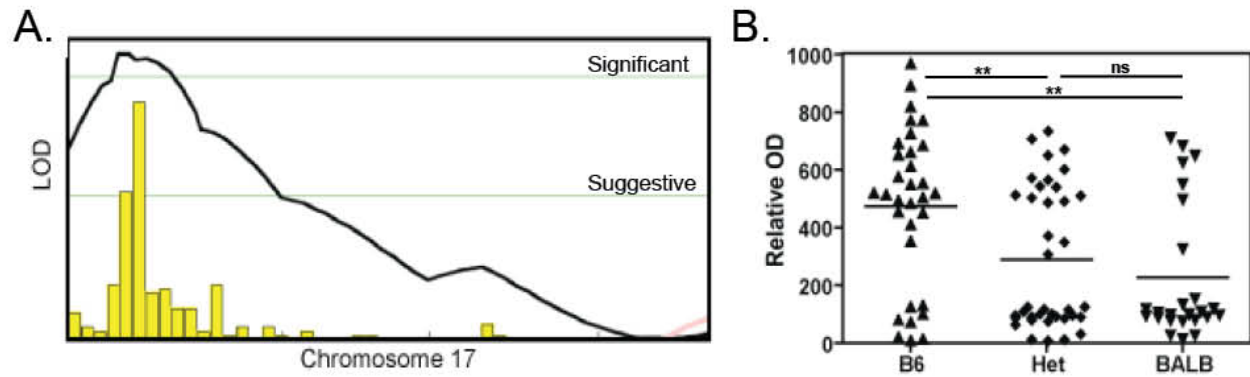 A.
LOD
Significant
Suggestive
Chromosome 17
B.
Relative OD
1000
800
600
400
200
0
** ns
**
B6 Het BALB